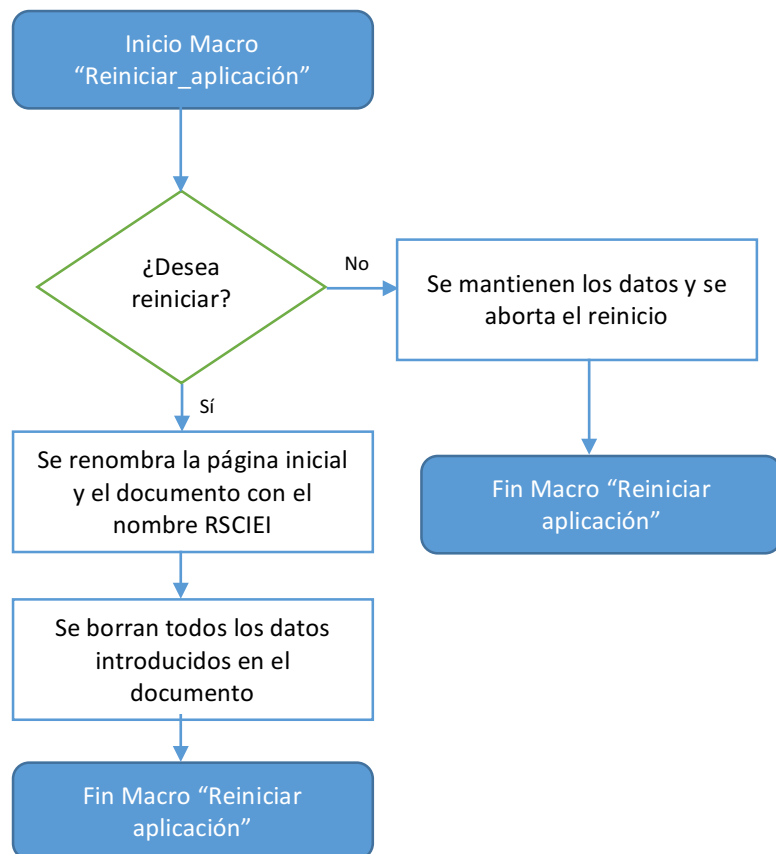 Inicio Macro
“Reiniciar_aplicación”
¿Desea
reiniciar?
No
Se mantienen los datos y se
aborta el reinicio
Sí
Se renombra la página inicial
y el documento con el
nombre RSCIEI
Fin Macro “Reiniciar
aplicación”
Se borran todos los datos
introducidos en el
documento
Fin Macro “Reiniciar
aplicación”